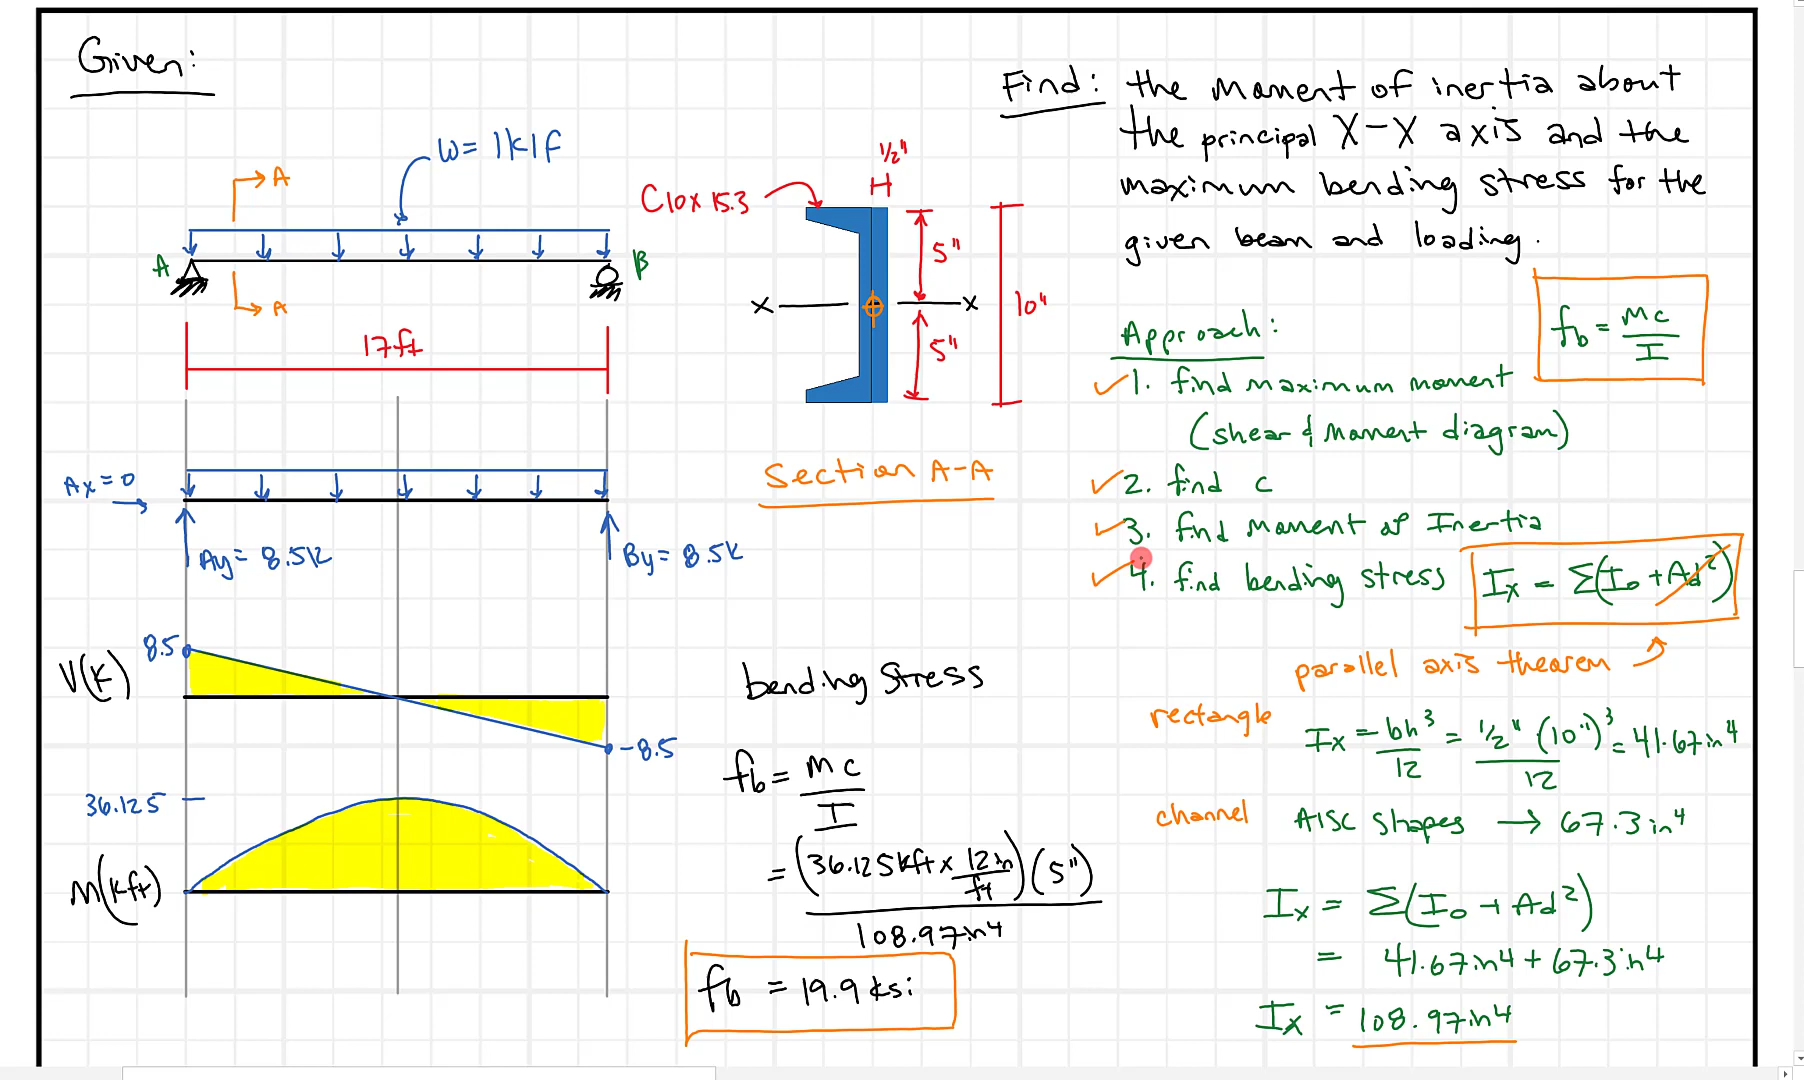 Given:
w = 1klf
A
A
A
B
17ft
C10x15.3
1/2"
5"
5"
10"
X
X
Section A-A
Find: the moment of inertia about
the principal X-X axis and the
maximum bending stress for the
given beam and loading.
Approach:
fb = Mc/I
1. find maximum moment
(shear & moment diagram)
2. find c
3. find moment of Inertia
4. find bending stress
Ix = Σ(Io + Ad²)
parallel axis theorem
rectangle
Ix = bh³/12 = 1/2"(10")³/12 = 41.67in⁴
channel
AISC Shapes → 67.3in⁴
Ix = Σ(Io + Ad²)
= 41.67in⁴ + 67.3in⁴
Ix = 108.97in⁴
Ax = 0
Ay = 8.5k
By = 8.5k
V(k)
8.5
-8.5
36.125
M(kft)
bending stress
fb = Mc/I
= (36.125kft x 12in/ft)(5")/108.97in⁴
fb = 19.9ksi